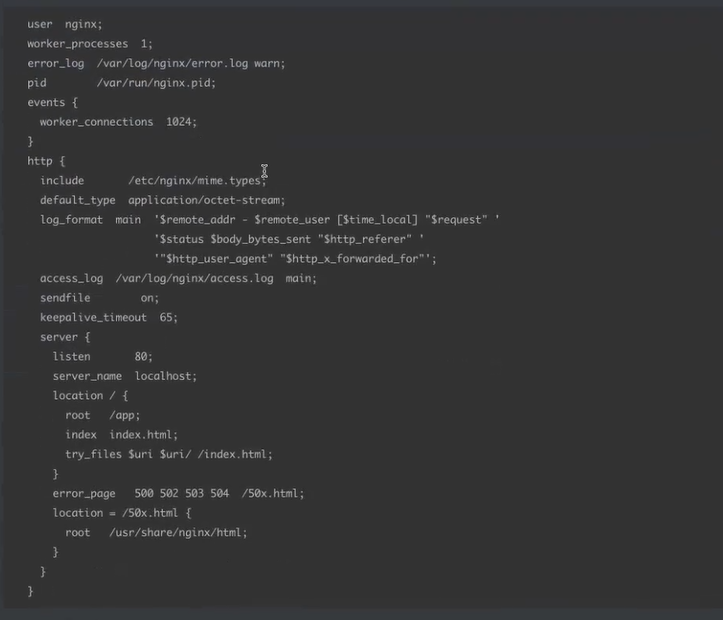 user  nginx;
worker_processes  1;
error_log  /var/log/nginx/error.log warn;
pid        /var/run/nginx.pid;
events {
  worker_connections  1024;
}
http {
  include       /etc/nginx/mime.types;
  default_type  application/octet-stream;
  log_format  main  '$remote_addr - $remote_user [$time_local] "$request" '
                    '$status $body_bytes_sent "$http_referer" '
                    '"$http_user_agent" "$http_x_forwarded_for"';
  access_log  /var/log/nginx/access.log  main;
  sendfile        on;
  keepalive_timeout  65;
  server {
    listen       80;
    server_name  localhost;
    location / {
      root   /app;
      index  index.html;
      try_files $uri $uri/ /index.html;
    }
    error_page   500 502 503 504  /50x.html;
    location = /50x.html {
      root   /usr/share/nginx/html;
    }
  }
}